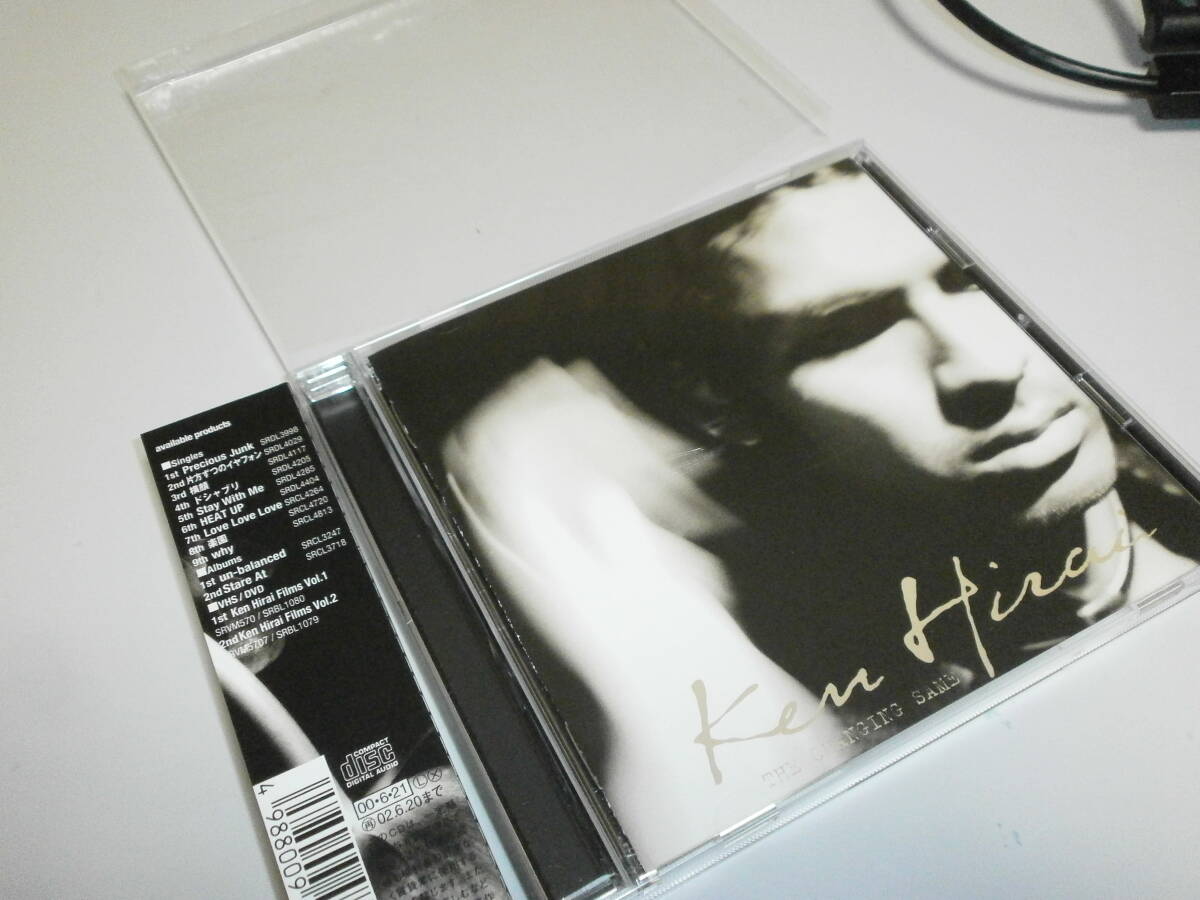 available products
■Singles
1st Precious Junk SRDL3998
2nd 片方ずつのイヤフォン SRDL4029
3rd 横顔 SRDL4117
4th ドシャブリ SRDL4205
5th Stay With Me SRDL4285
6th HEAT UP SRDL4404
7th Love Love Love SRCL4264
8th 楽園 SRCL4720
9th why SRCL4813
■Albums
1st un-balanced SRCL3247
2nd Stare At SRCL3718
■VHS/DVD
1st Ken Hirai Films Vol.1
SRVM570 / SRBL1080
2nd Ken Hirai Films Vol.2
/ SRBL1079
COMPACT
disc
DIGITAL AUDIO
00・6・21 Ⓛ Ⓧ
再 02.6.20まで
4 988009
Ken Hirai
THE CHANGING SAME